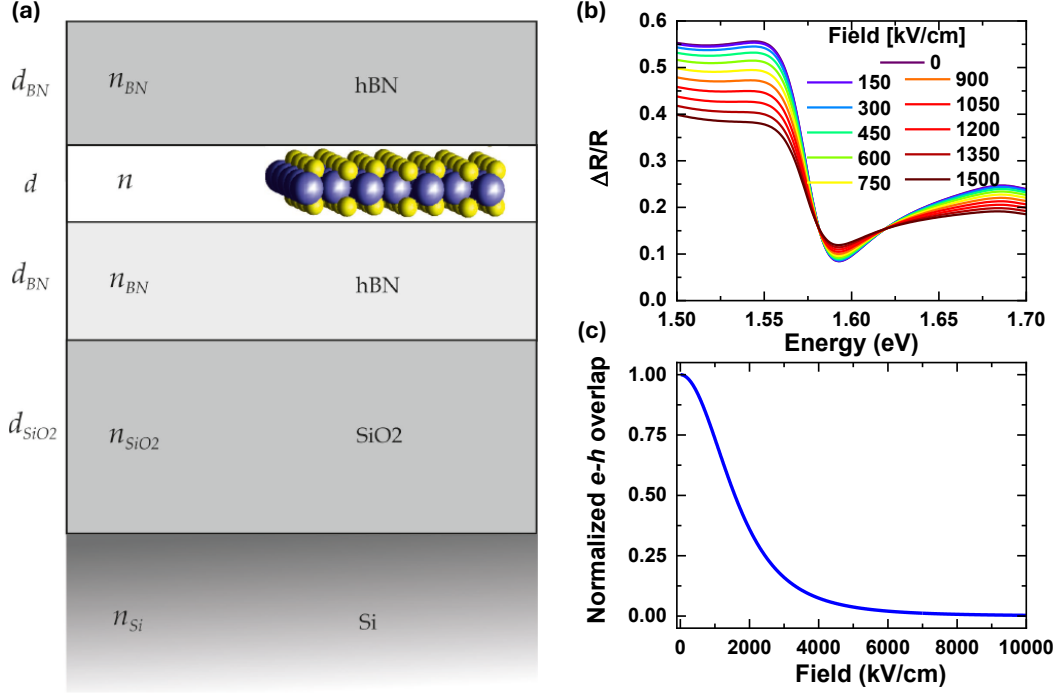 (a)
d_BN n_BN hBN
d n
d_BN n_BN hBN
d_SiO2 n_SiO2 SiO2
n_Si Si
(b)
0.6
0.5
0.4
0.3
0.2
0.1
0.0
ΔR/R
Field [kV/cm]
0
150 900
300 1050
450 1200
600 1350
750 1500
1.50 1.55 1.60 1.65 1.70
Energy (eV)
(c)
1.00
0.75
0.50
0.25
0.00
Normalized e-h overlap
0 2000 4000 6000 8000 10000
Field (kV/cm)